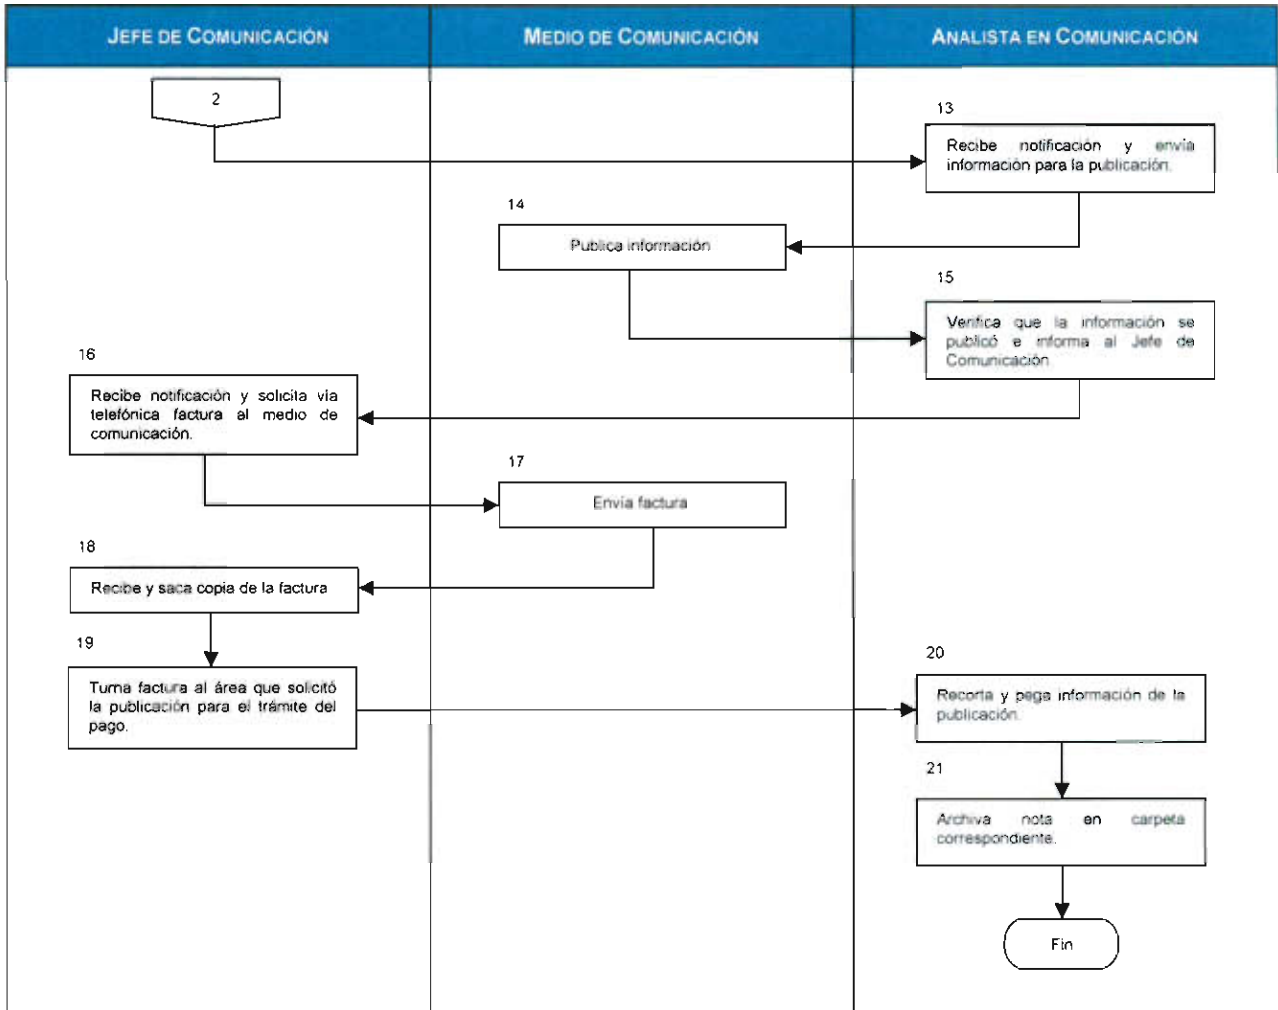 JEFE DE COMUNICACIÓN
MEDIO DE COMUNICACIÓN
ANALISTA EN COMUNICACIÓN
2
13
Recibe notificación y envía
información para la publicación.
14
Publica información
15
Verifica que la información se
publicó e informa al Jefe de
Comunicación.
16
Recibe notificación y solicita vía
telefónica factura al medio de
comunicación.
17
Envía factura
18
Recibe y saca copia de la factura
19
Turna factura al área que solicitó
la publicación para el trámite del
pago.
20
Recorta y pega información de la
publicación.
21
Archiva nota en carpeta
correspondiente.
Fin